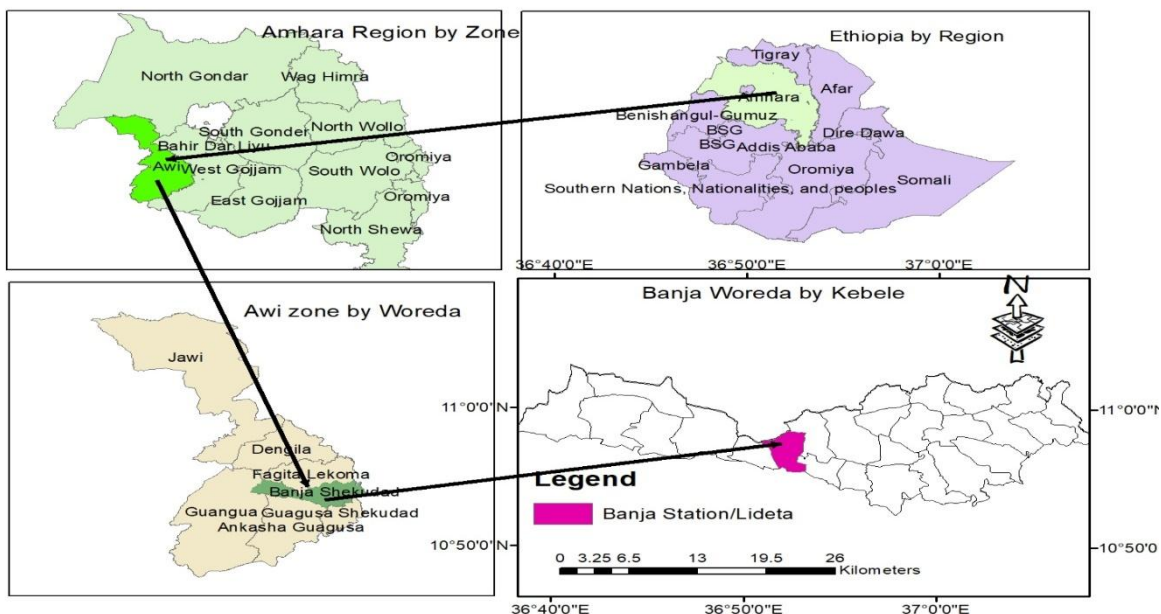 Amhara Region by Zone
North Gondar
Wag Himra
South Gonder
North Wollo
Bahir Dar Liyu
Oromiya
Awi
West Gojjam
South Wolo
East Gojjam
Oromiya
North Shewa
Ethiopia by Region
Tigray
Afar
Amhara
Benishangul-Gumuz
BSG
Dire Dawa
BSG
Addis Ababa
Gambela
Oromiya
Southern Nations, Nationalities, and peoples
Somali
Awi zone by Woreda
Jawi
Dengila
Fagita Lekoma
Banja Shekudad
Guangua
Guagusa Shekudad
Ankasha Guagusa
36°40'0"E
36°50'0"E
37°0'0"E
Banja Woreda by Kebele
N
11°0'0"N
11°0'0"N
Legend
Banja Station/Lideta
10°50'0"N
10°50'0"N
0 3.25 6.5 13 19.5 26
Kilometers
36°40'0"E
36°50'0"E
37°0'0"E